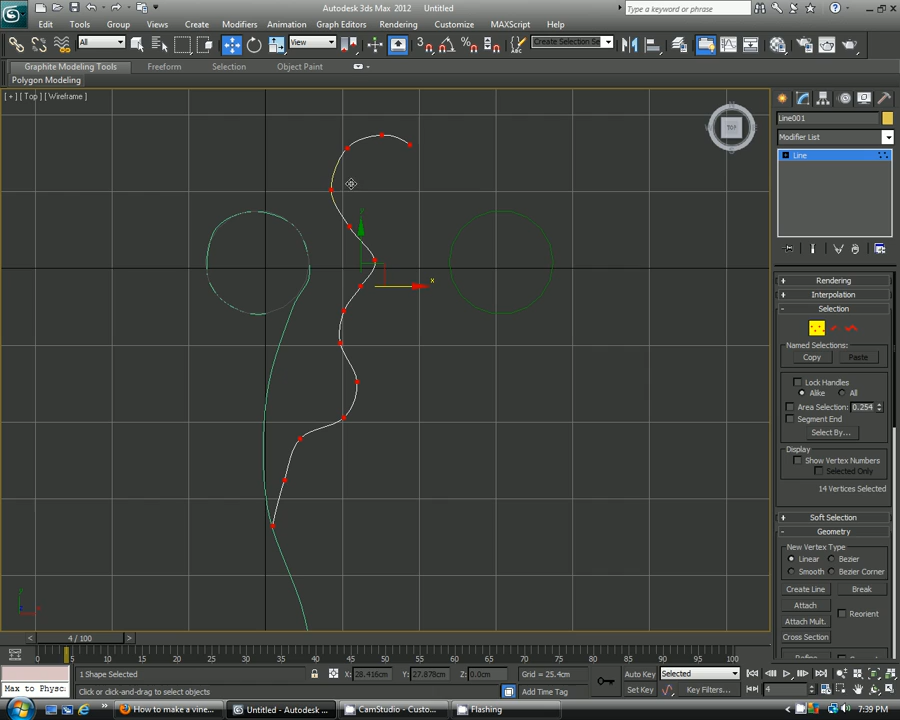 Autodesk 3ds Max 2012 Untitled
Type a keyword or phrase
Edit Tools Group Views Create Modifiers Animation Graph Editors Rendering Customize MAXScript Help
All View Create Selection Se
Graphite Modeling Tools Freeform Selection Object Paint
Polygon Modeling
[ + ] [ Top ] [ Wireframe ]
TOP
Line001
Modifier List
Line
y
x
+ Rendering
+ Interpolation
- Selection
Named Selections:
Copy Paste
Lock Handles
Alike All
Area Selection: 0.254
Segment End
Select By...
Display
Show Vertex Numbers
Selected Only
14 Vertices Selected
+ Soft Selection
- Geometry
New Vertex Type
Linear Bezier
Smooth Bezier Corner
Create Line Break
Attach Reorient
Attach Mult.
Cross Section
< 4 / 100 >
0 5 10 15 20 25 30 35 40 45 50 55 60 65 70 75 80 85 90 95 100
1 Shape Selected X: 28.416cm Y: 27.878cm Z: 0.0cm Grid = 25.4cm Auto Key Selected
Max to Physc. Click or click-and-drag to select objects Add Time Tag Set Key Key Filters... 4
Start How to make a vine... Untitled - Autodesk ... CamStudio - Custo... Flashing 7:39 PM